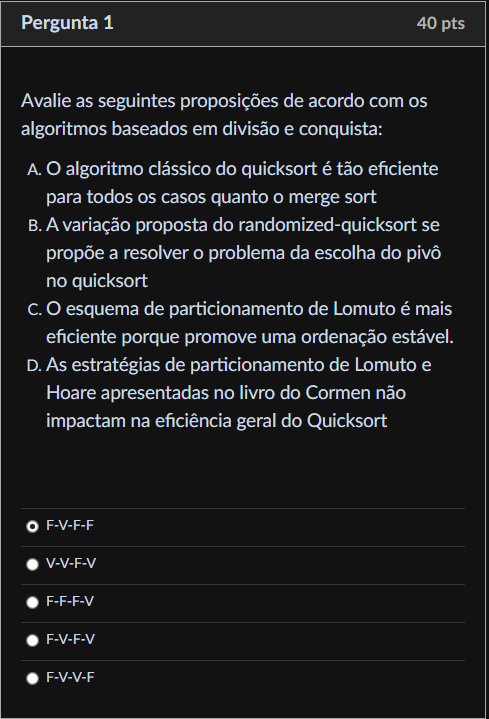 Pergunta 1 40 pts
Avalie as seguintes proposições de acordo com os
algoritmos baseados em divisão e conquista:
A. O algoritmo clássico do quicksort é tão eficiente
para todos os casos quanto o merge sort
B. A variação proposta do randomized-quicksort se
propõe a resolver o problema da escolha do pivô
no quicksort
C. O esquema de particionamento de Lomuto é mais
eficiente porque promove uma ordenação estável.
D. As estratégias de particionamento de Lomuto e
Hoare apresentadas no livro do Cormen não
impactam na eficiência geral do Quicksort
F-V-F-F
V-V-F-V
F-F-F-V
F-V-F-V
F-V-V-F